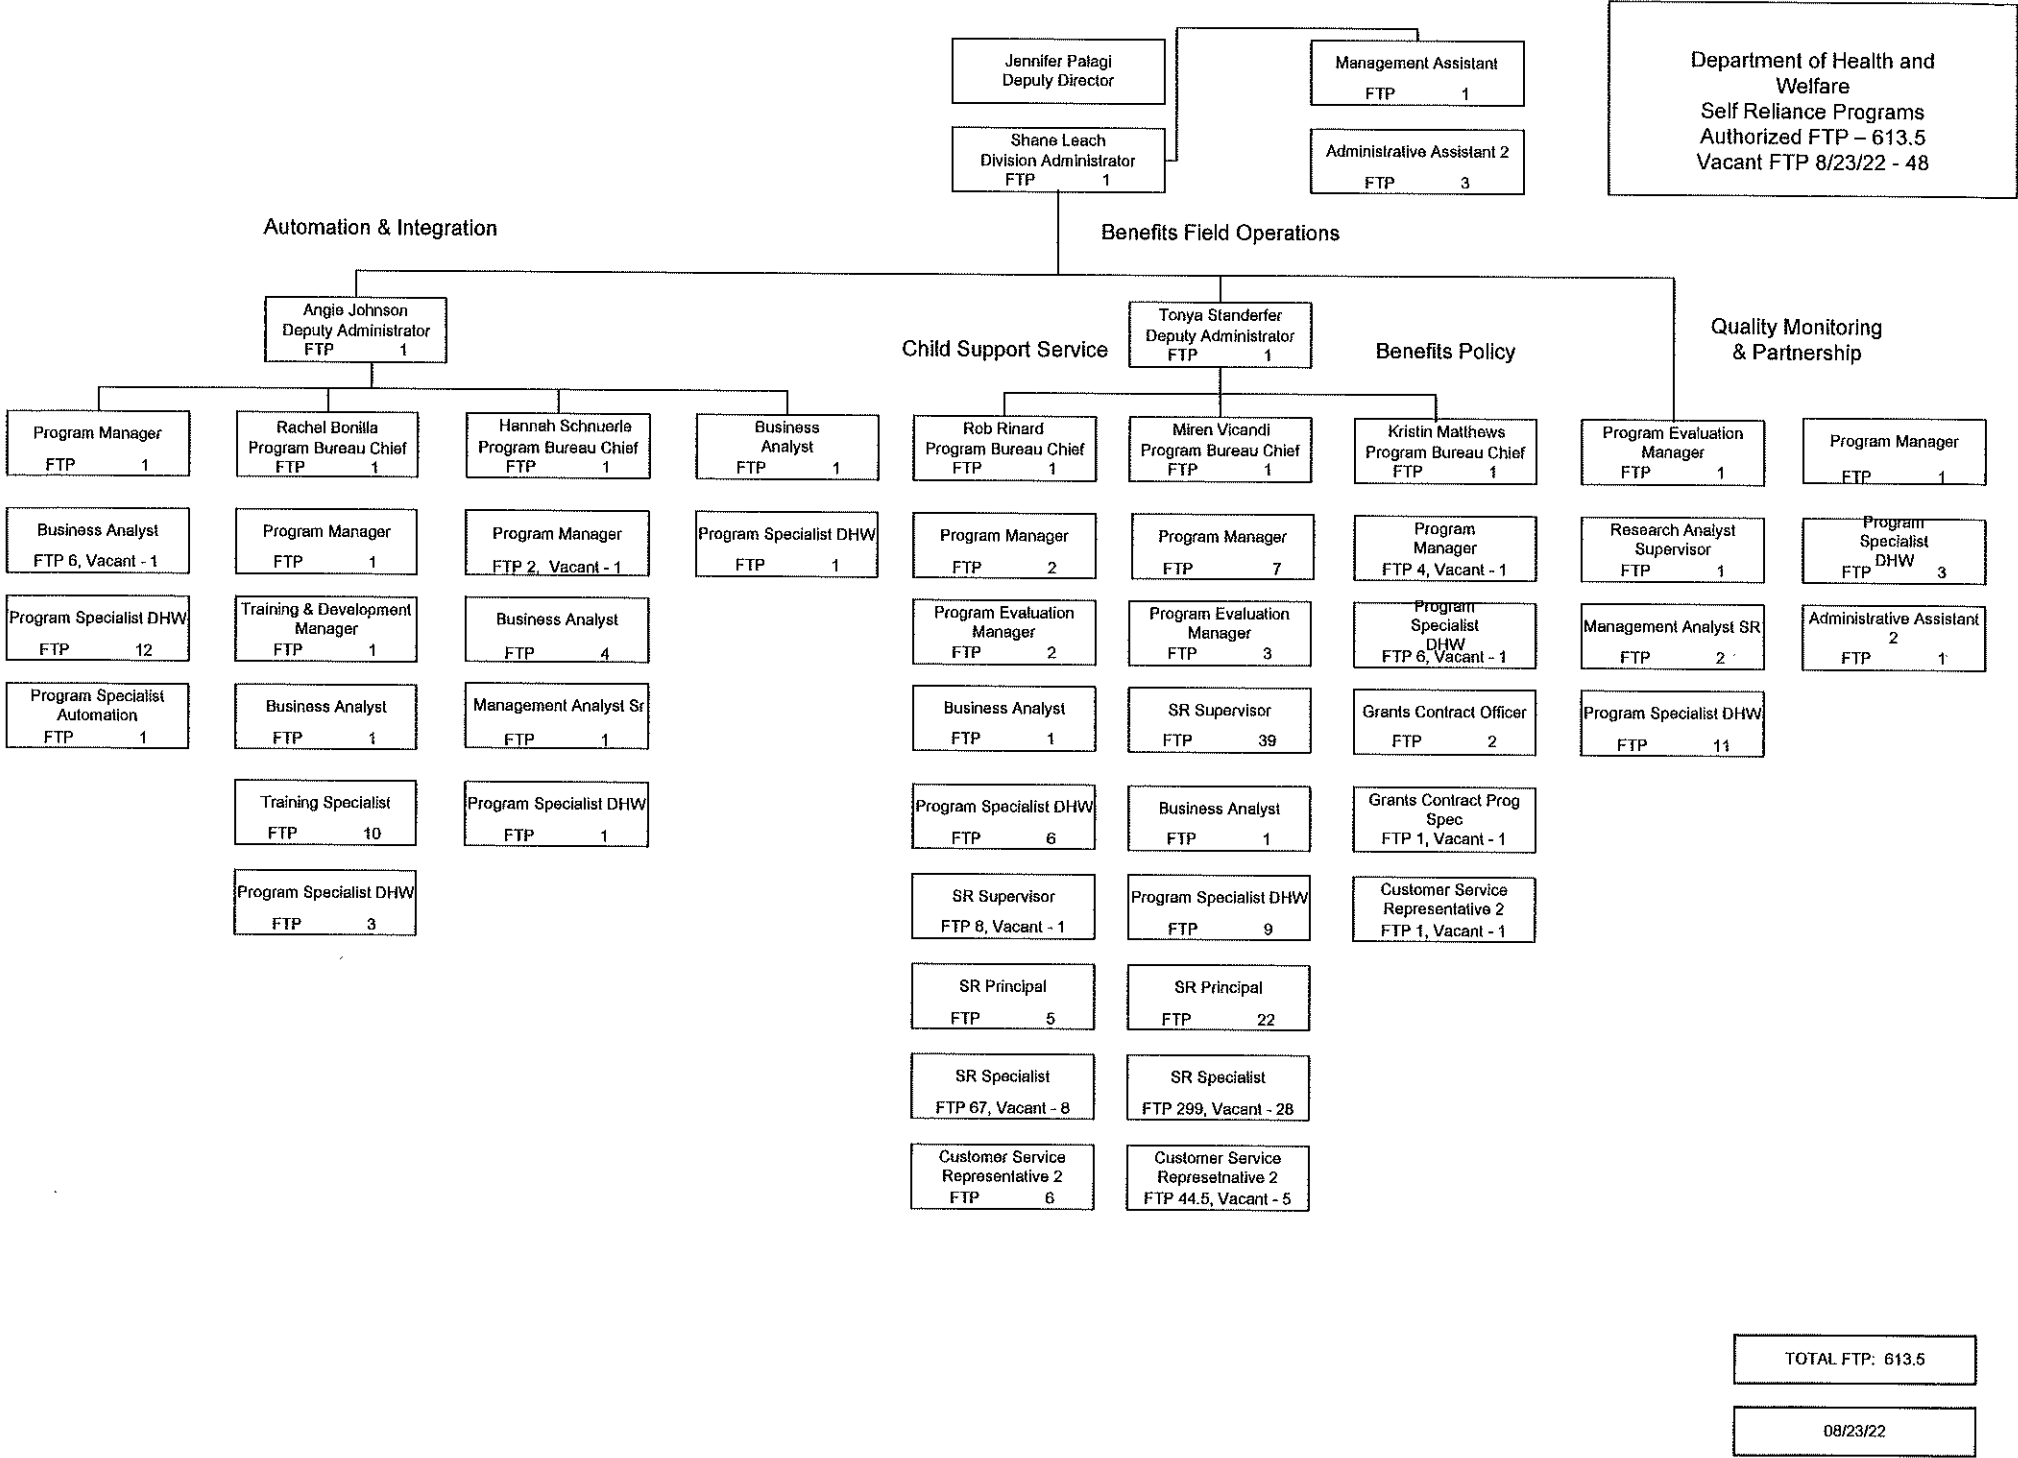 Jennifer Palagi
Deputy Director
Management Assistant
FTP 1
Department of Health and
Welfare
Self Reliance Programs
Authorized FTP – 613.5
Vacant FTP 8/23/22 - 48
Shane Leach
Division Administrator
FTP 1
Administrative Assistant 2
FTP 3
Automation & Integration
Benefits Field Operations
Angie Johnson
Deputy Administrator
FTP 1
Child Support Service
Tonya Standerfer
Deputy Administrator
FTP 1
Benefits Policy
Quality Monitoring
& Partnership
Program Manager
FTP 1
Business Analyst
FTP 6, Vacant - 1
Program Specialist DHW
FTP 12
Program Specialist
Automation
FTP 1
Rachel Bonilla
Program Bureau Chief
FTP 1
Program Manager
FTP 1
Training & Development
Manager
FTP 1
Business Analyst
FTP 1
Training Specialist
FTP 10
Program Specialist DHW
FTP 3
Hannah Schnuerle
Program Bureau Chief
FTP 1
Program Manager
FTP 2, Vacant - 1
Business Analyst
FTP 4
Management Analyst Sr
FTP 1
Program Specialist DHW
FTP 1
Business
Analyst
FTP 1
Program Specialist DHW
FTP 1
Rob Rinard
Program Bureau Chief
FTP 1
Program Manager
FTP 2
Program Evaluation
Manager
FTP 2
Business Analyst
FTP 1
Program Specialist DHW
FTP 6
SR Supervisor
FTP 8, Vacant - 1
SR Principal
FTP 5
SR Specialist
FTP 67, Vacant - 8
Customer Service
Representative 2
FTP 6
Miren Vicandi
Program Bureau Chief
FTP 1
Program Manager
FTP 7
Program Evaluation
Manager
FTP 3
SR Supervisor
FTP 39
Business Analyst
FTP 1
Program Specialist DHW
FTP 9
SR Principal
FTP 22
SR Specialist
FTP 299, Vacant - 28
Customer Service
Represetnative 2
FTP 44.5, Vacant - 5
Kristin Matthews
Program Bureau Chief
FTP 1
Program
Manager
FTP 4, Vacant - 1
Program
Specialist
DHW
FTP 6, Vacant - 1
Grants Contract Officer
FTP 2
Grants Contract Prog
Spec
FTP 1, Vacant - 1
Customer Service
Representative 2
FTP 1, Vacant - 1
Program Evaluation
Manager
FTP 1
Research Analyst
Supervisor
FTP 1
Management Analyst SR
FTP 2
Program Specialist DHW
FTP 11
Program Manager
FTP 1
Program
Specialist
DHW
FTP 3
Administrative Assistant
2
FTP 1
TOTAL FTP: 613.5
08/23/22